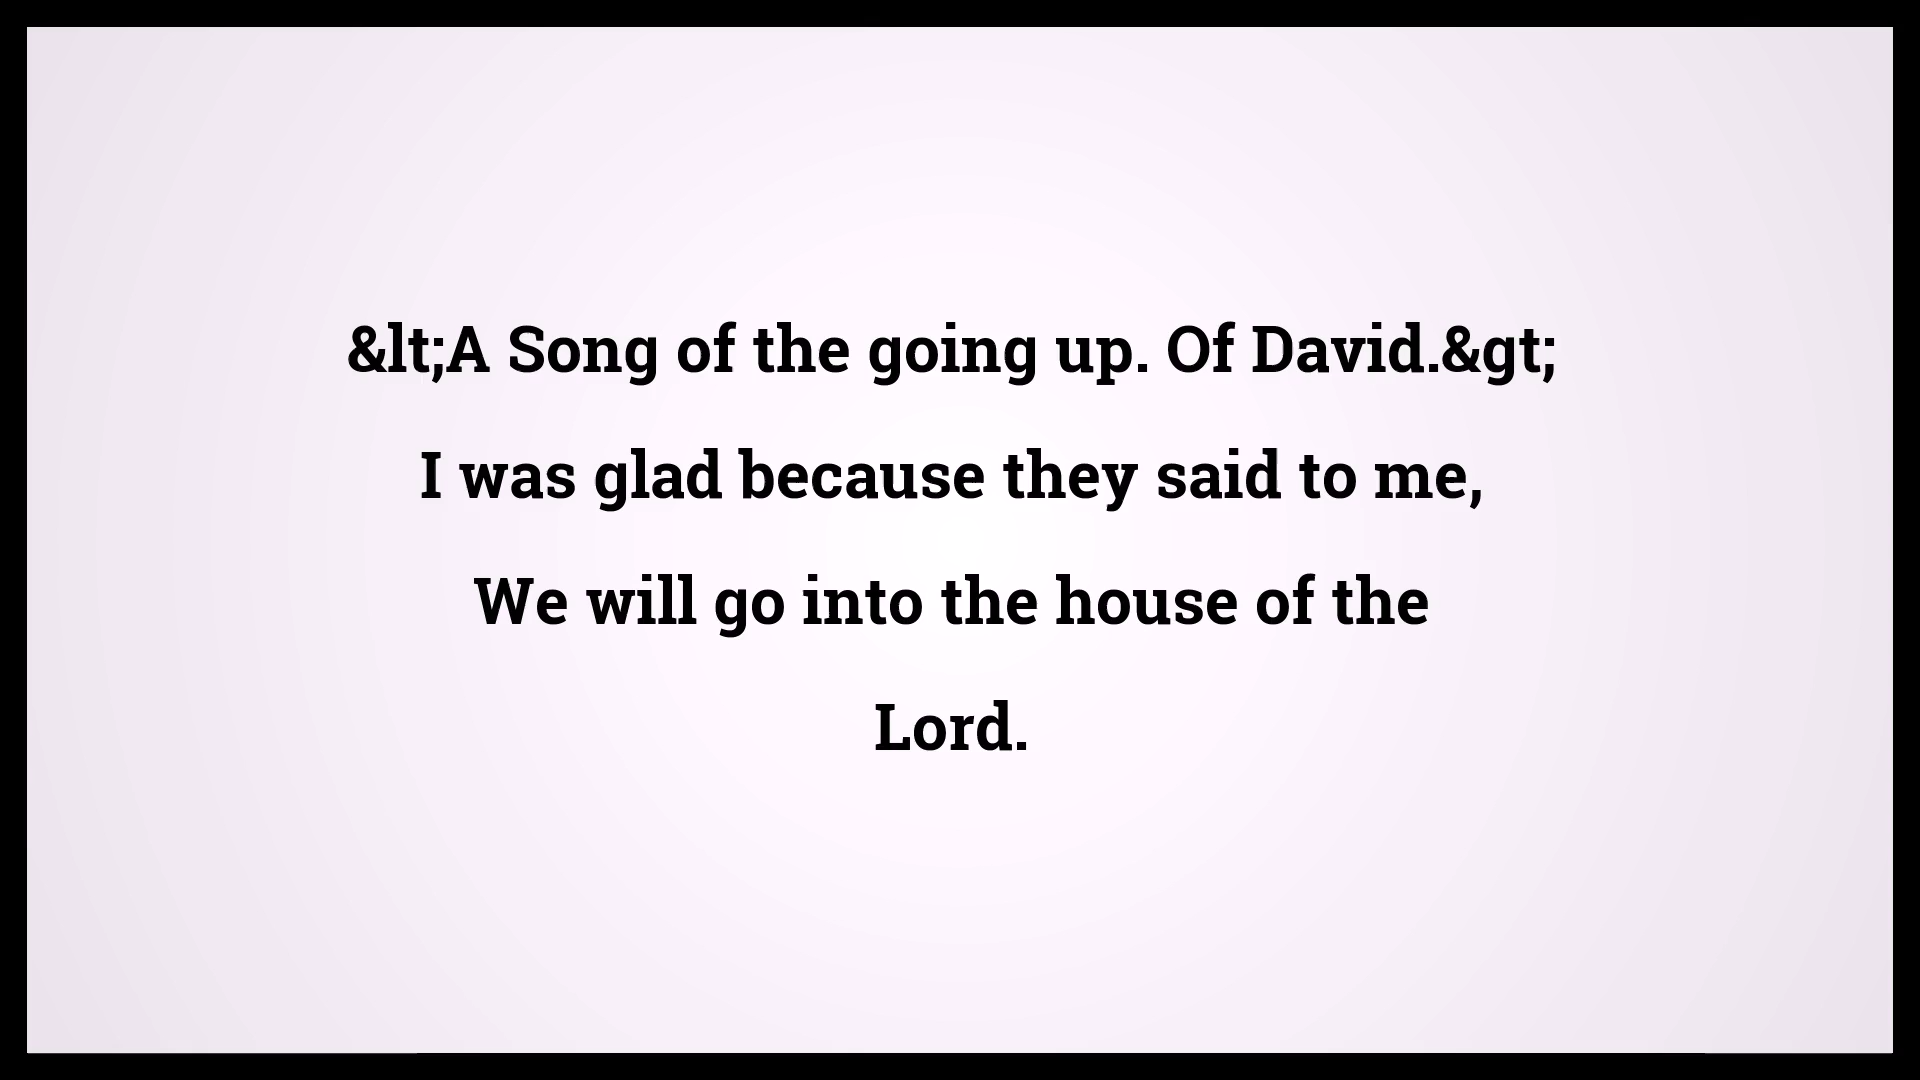 &lt;A Song of the going up. Of David.&gt;
I was glad because they said to me,
We will go into the house of the
Lord.